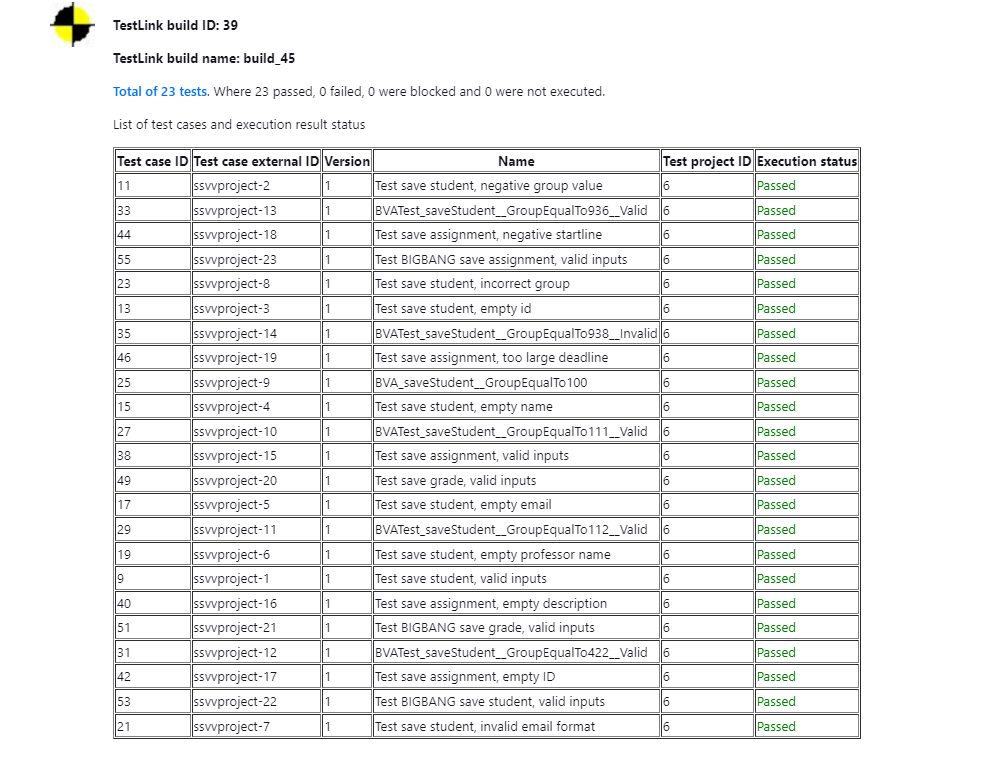 TestLink build ID: 39
TestLink build name: build_45
Total of 23 tests. Where 23 passed, 0 failed, 0 were blocked and 0 were not executed.
List of test cases and execution result status
Test case ID Test case external ID Version Name Test project ID Execution status
11 ssvvproject-2 1 Test save student, negative group value 6 Passed
33 ssvvproject-13 1 BVATest_saveStudent__GroupEqualTo936__Valid 6 Passed
44 ssvvproject-18 1 Test save assignment, negative startline 6 Passed
55 ssvvproject-23 1 Test BIGBANG save assignment, valid inputs 6 Passed
23 ssvvproject-8 1 Test save student, incorrect group 6 Passed
13 ssvvproject-3 1 Test save student, empty id 6 Passed
35 ssvvproject-14 1 BVATest_saveStudent__GroupEqualTo938__Invalid 6 Passed
46 ssvvproject-19 1 Test save assignment, too large deadline 6 Passed
25 ssvvproject-9 1 BVA_saveStudent__GroupEqualTo100 6 Passed
15 ssvvproject-4 1 Test save student, empty name 6 Passed
27 ssvvproject-10 1 BVATest_saveStudent__GroupEqualTo111__Valid 6 Passed
38 ssvvproject-15 1 Test save assignment, valid inputs 6 Passed
49 ssvvproject-20 1 Test save grade, valid inputs 6 Passed
17 ssvvproject-5 1 Test save student, empty email 6 Passed
29 ssvvproject-11 1 BVATest_saveStudent__GroupEqualTo112__Valid 6 Passed
19 ssvvproject-6 1 Test save student, empty professor name 6 Passed
9 ssvvproject-1 1 Test save student, valid inputs 6 Passed
40 ssvvproject-16 1 Test save assignment, empty description 6 Passed
51 ssvvproject-21 1 Test BIGBANG save grade, valid inputs 6 Passed
31 ssvvproject-12 1 BVATest_saveStudent__GroupEqualTo422__Valid 6 Passed
42 ssvvproject-17 1 Test save assignment, empty ID 6 Passed
53 ssvvproject-22 1 Test BIGBANG save student, valid inputs 6 Passed
21 ssvvproject-7 1 Test save student, invalid email format 6 Passed